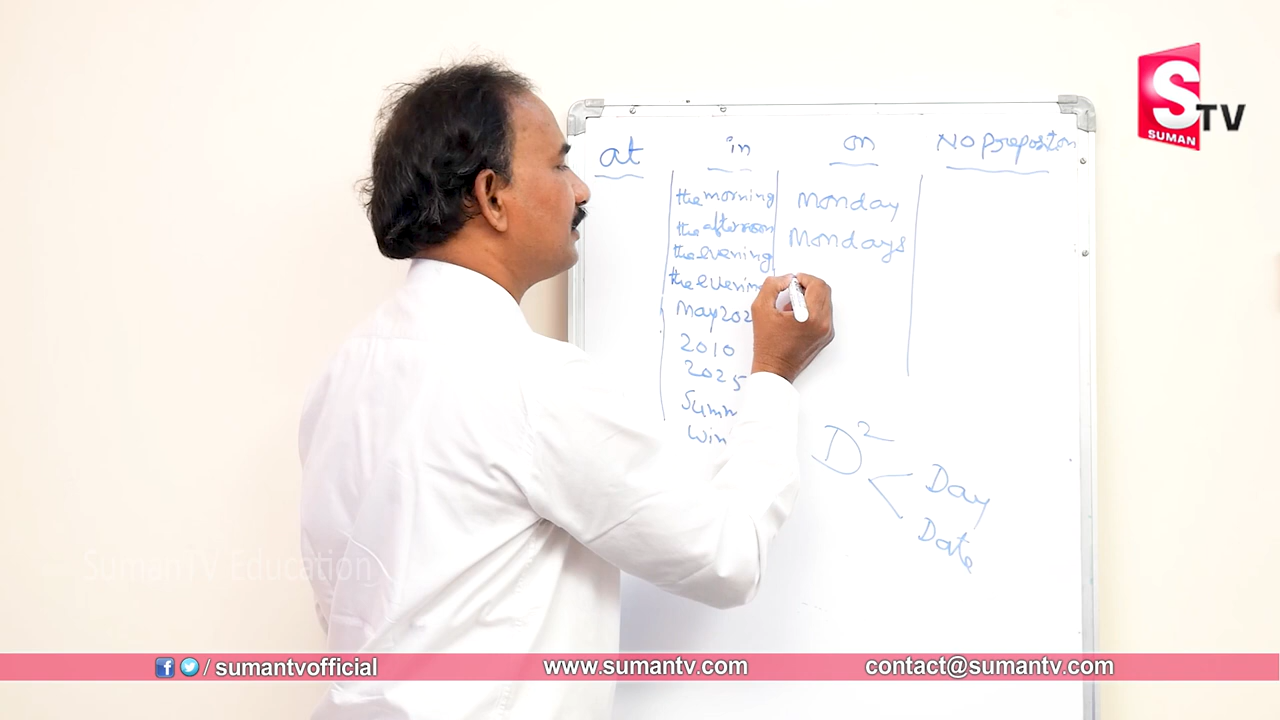 S
TV
SUMAN
at in on No preposition
the morning Monday
the afternoon Mondays
the evening
the evenin
May 202
2010
2025
Summ
Win
D²
Day
Date
SumanTV Education
/ sumantvofficial www.sumantv.com contact@sumantv.com